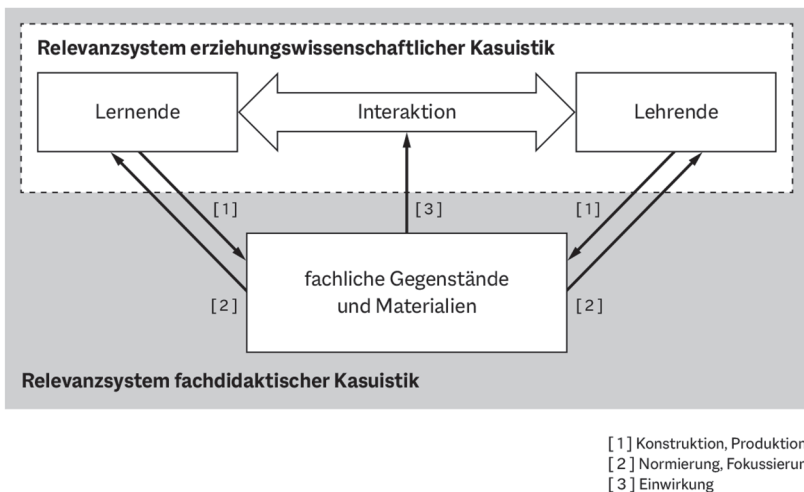 Relevanzsystem erziehungswissenschaftlicher Kasuistik
Lernende
Interaktion
Lehrende
[1]
[3]
[1]
fachliche Gegenstände
und Materialien
[2]
[2]
Relevanzsystem fachdidaktischer Kasuistik
[1] Konstruktion, Produktion
[2] Normierung, Fokussierun
[3] Einwirkung